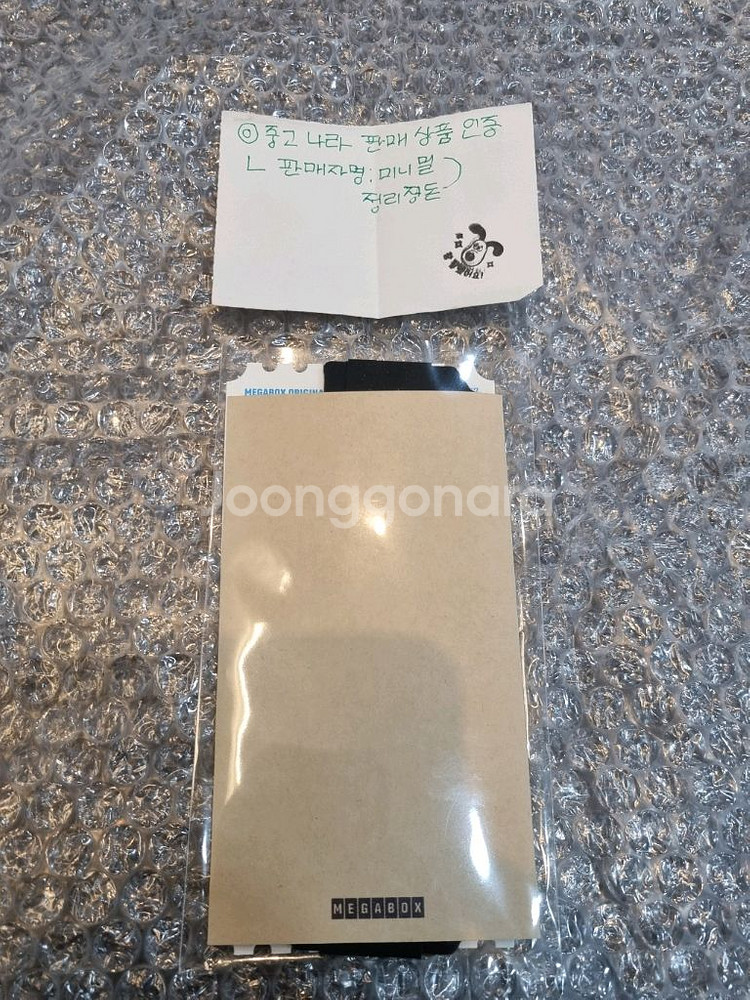 ◎ 중고나라 판매 상품 인증
ㄴ 판매자명 : 미니멀
정리정돈
MEGABOX ORIGINA
joonggonara
MEGABOX